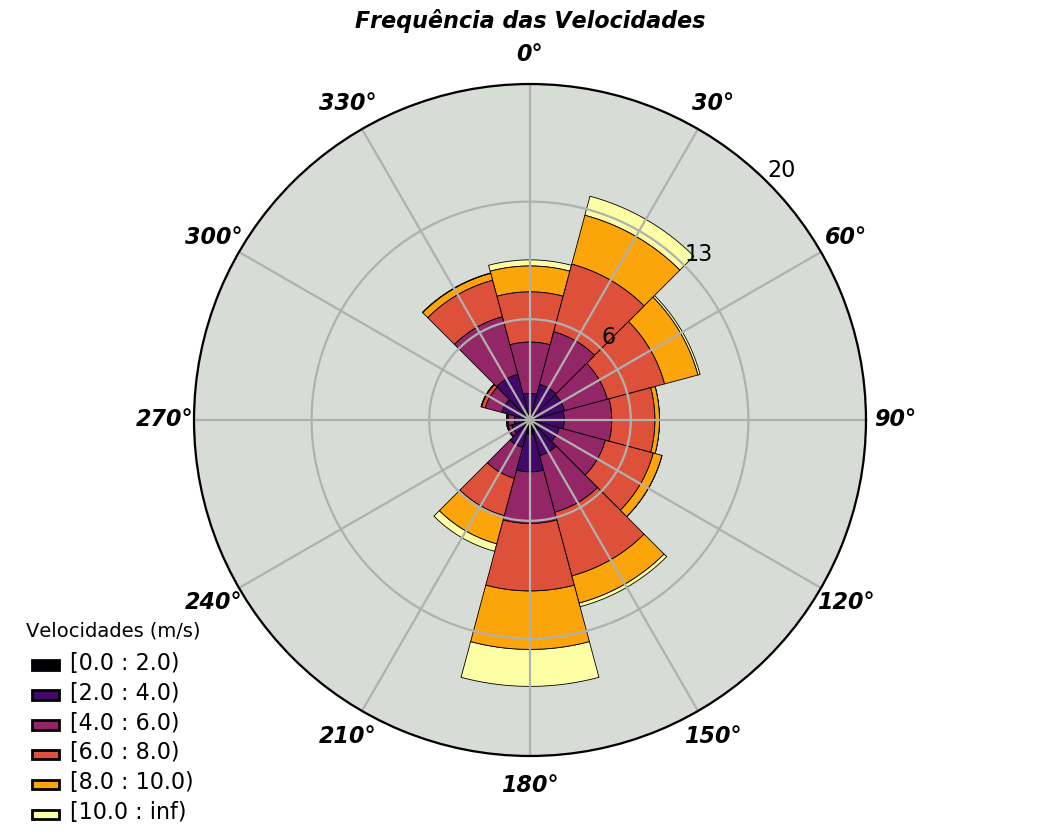 Frequência das Velocidades
0°
330°
30°
20
300°
60°
13
6
270°
90°
240°
120°
Velocidades (m/s)
[0.0 : 2.0)
[2.0 : 4.0)
[4.0 : 6.0)
[6.0 : 8.0)
[8.0 : 10.0)
[10.0 : inf)
210°
150°
180°